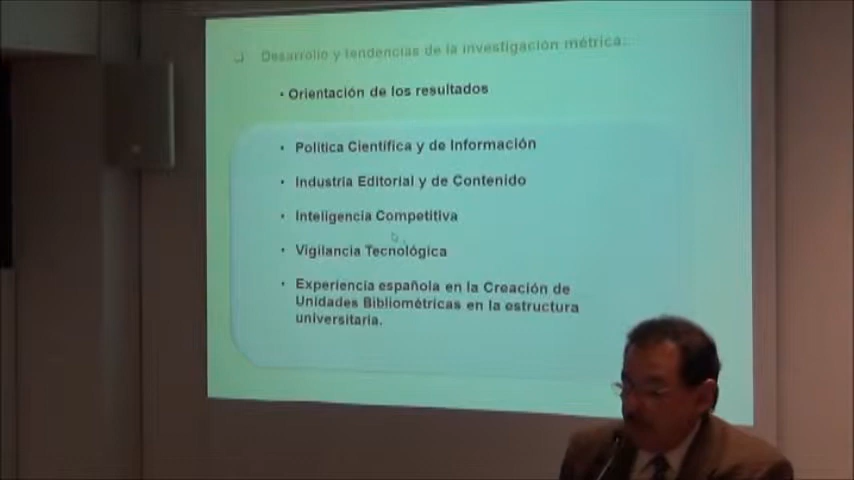 ❑ Desarrollo y tendencias de la investigación métrica:..
• Orientación de los resultados
• Política Científica y de Información
• Industria Editorial y de Contenido
• Inteligencia Competitiva
• Vigilancia Tecnológica
• Experiencia española en la Creación de
Unidades Bibliométricas en la estructura
universitaria.